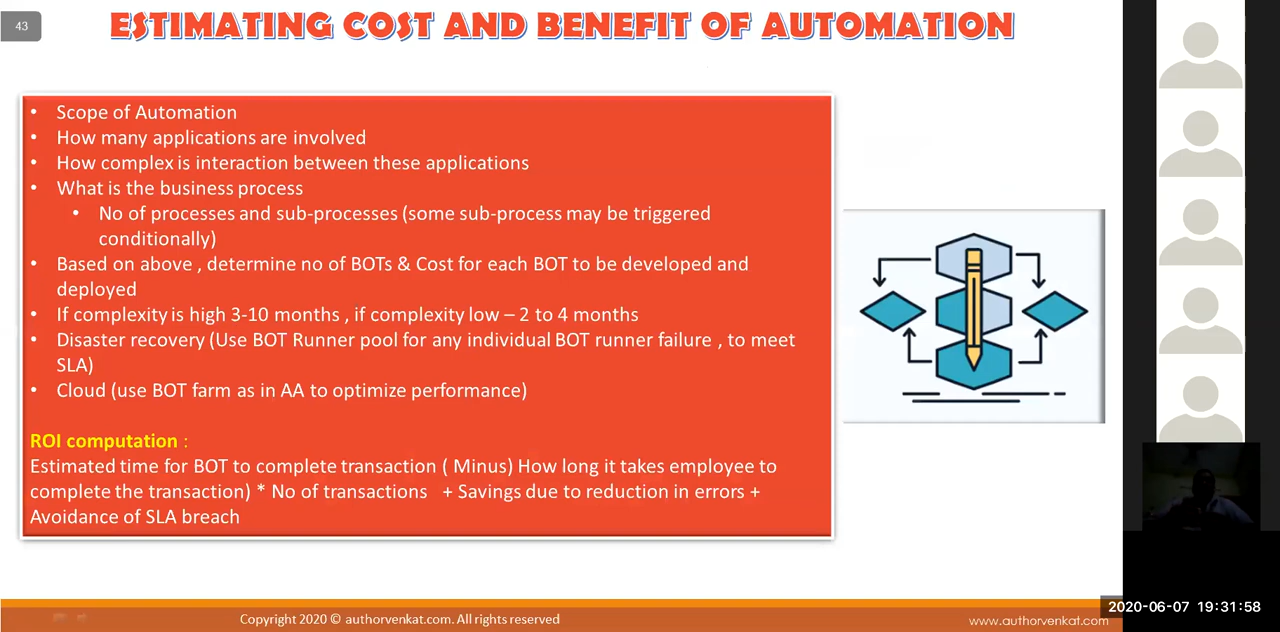 43
ESTIMATING COST AND BENEFIT OF AUTOMATION
• Scope of Automation
• How many applications are involved
• How complex is interaction between these applications
• What is the business process
• No of processes and sub-processes (some sub-process may be triggered
conditionally)
• Based on above , determine no of BOTs & Cost for each BOT to be developed and
deployed
• If complexity is high 3-10 months , if complexity low – 2 to 4 months
• Disaster recovery (Use BOT Runner pool for any individual BOT runner failure , to meet
SLA)
• Cloud (use BOT farm as in AA to optimize performance)
ROI computation :
Estimated time for BOT to complete transaction ( Minus) How long it takes employee to
complete the transaction) * No of transactions + Savings due to reduction in errors +
Avoidance of SLA breach
2020-06-07 19:31:58
Copyright 2020 © authorvenkat.com. All rights reserved
www.authorvenkat.com